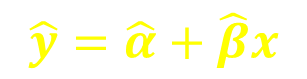 ŷ = α̂ + β̂x